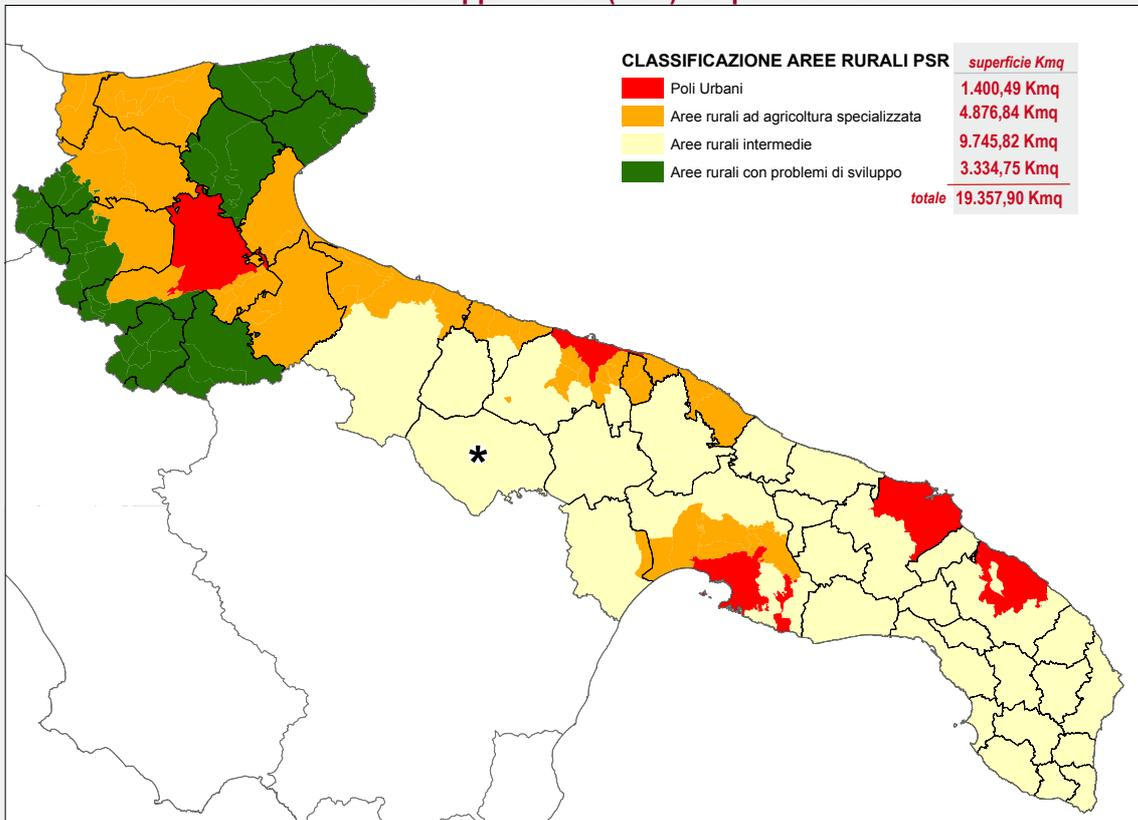 CLASSIFICAZIONE AREE RURALI PSR superficie Kmq
Poli Urbani 1.400,49 Kmq
Aree rurali ad agricoltura specializzata 4.876,84 Kmq
Aree rurali intermedie 9.745,82 Kmq
Aree rurali con problemi di sviluppo 3.334,75 Kmq
totale 19.357,90 Kmq
*